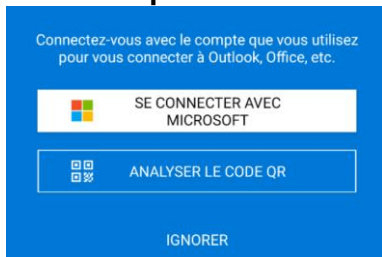 Connectez-vous avec le compte que vous utilisez
pour vous connecter à Outlook, Office, etc.
SE CONNECTER AVEC
MICROSOFT
ANALYSER LE CODE QR
IGNORER